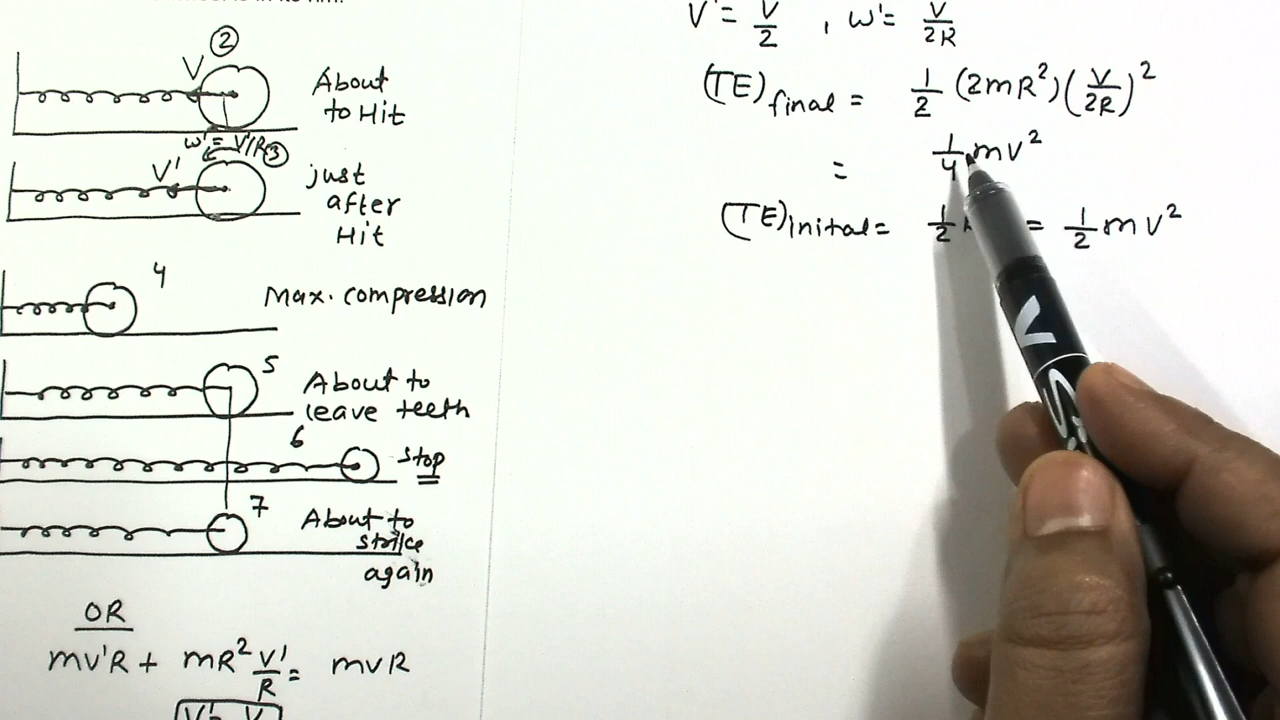 V ②
About
to Hit
ω' = V'/R ③
V'
just
after
Hit
4
Max. compression
5
About to
leave teeth
6
stop
7
About to
strike
again
OR
mv'R + mR² V'/R = mvR
V' = V/2 , ω' = V/2R
(TE)final = 1/2 (2mR²)(V/2R)²
= 1/4 mv²
(TE)initial = 1/2 = 1/2 mv²